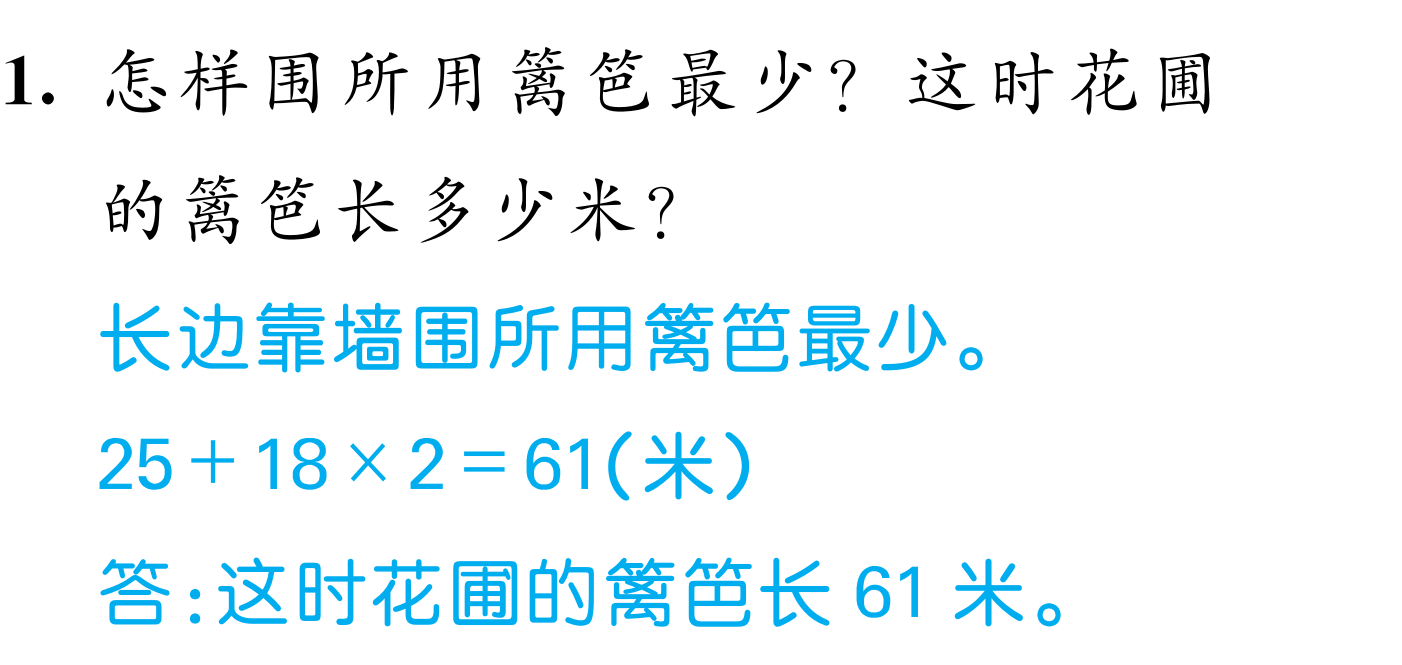 1. 怎样围所用篱笆最少？这时花圃
的篱笆长多少米？
长边靠墙围所用篱笆最少。
25＋18×2＝61(米)
答：这时花圃的篱笆长 61 米。